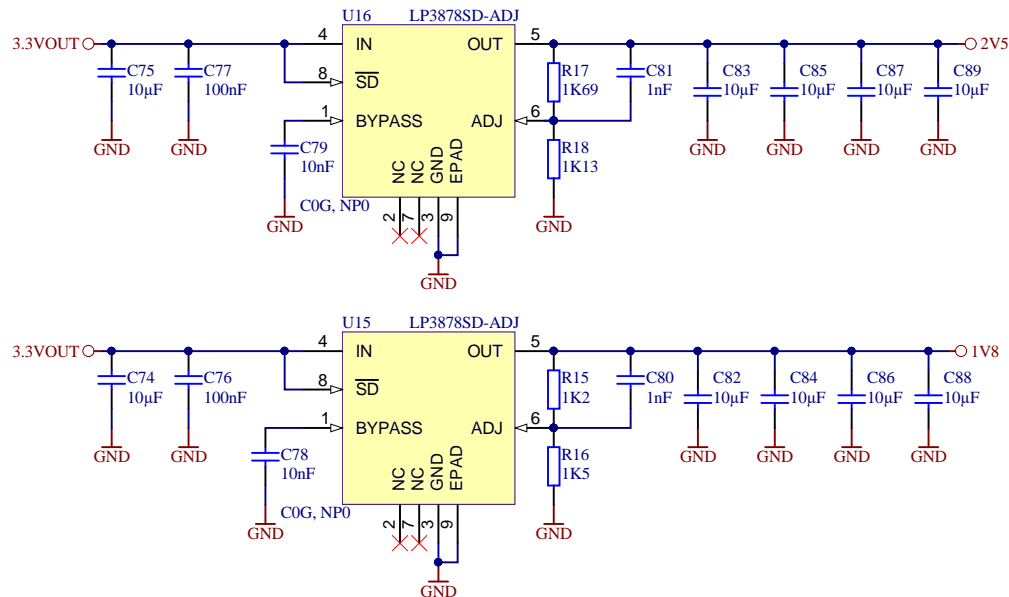 U16 LP3878SD-ADJ
3.3VOUT
4 IN OUT 5
2V5
C75
10µF
C77
100nF
8 SD
R17
1K69
C81
1nF
C83
10µF
C85
10µF
C87
10µF
C89
10µF
1 BYPASS ADJ 6
GND
GND
C79
10nF
R18
1K13
GND
GND
GND
GND
NC
NC
GND
EPAD
C0G, NP0
2
7
3
9
GND
GND
GND
U15 LP3878SD-ADJ
3.3VOUT
4 IN OUT 5
1V8
C74
10µF
C76
100nF
8 SD
R15
1K2
C80
1nF
C82
10µF
C84
10µF
C86
10µF
C88
10µF
1 BYPASS ADJ 6
GND
GND
C78
10nF
R16
1K5
GND
GND
GND
GND
NC
NC
GND
EPAD
C0G, NP0
2
7
3
9
GND
GND
GND